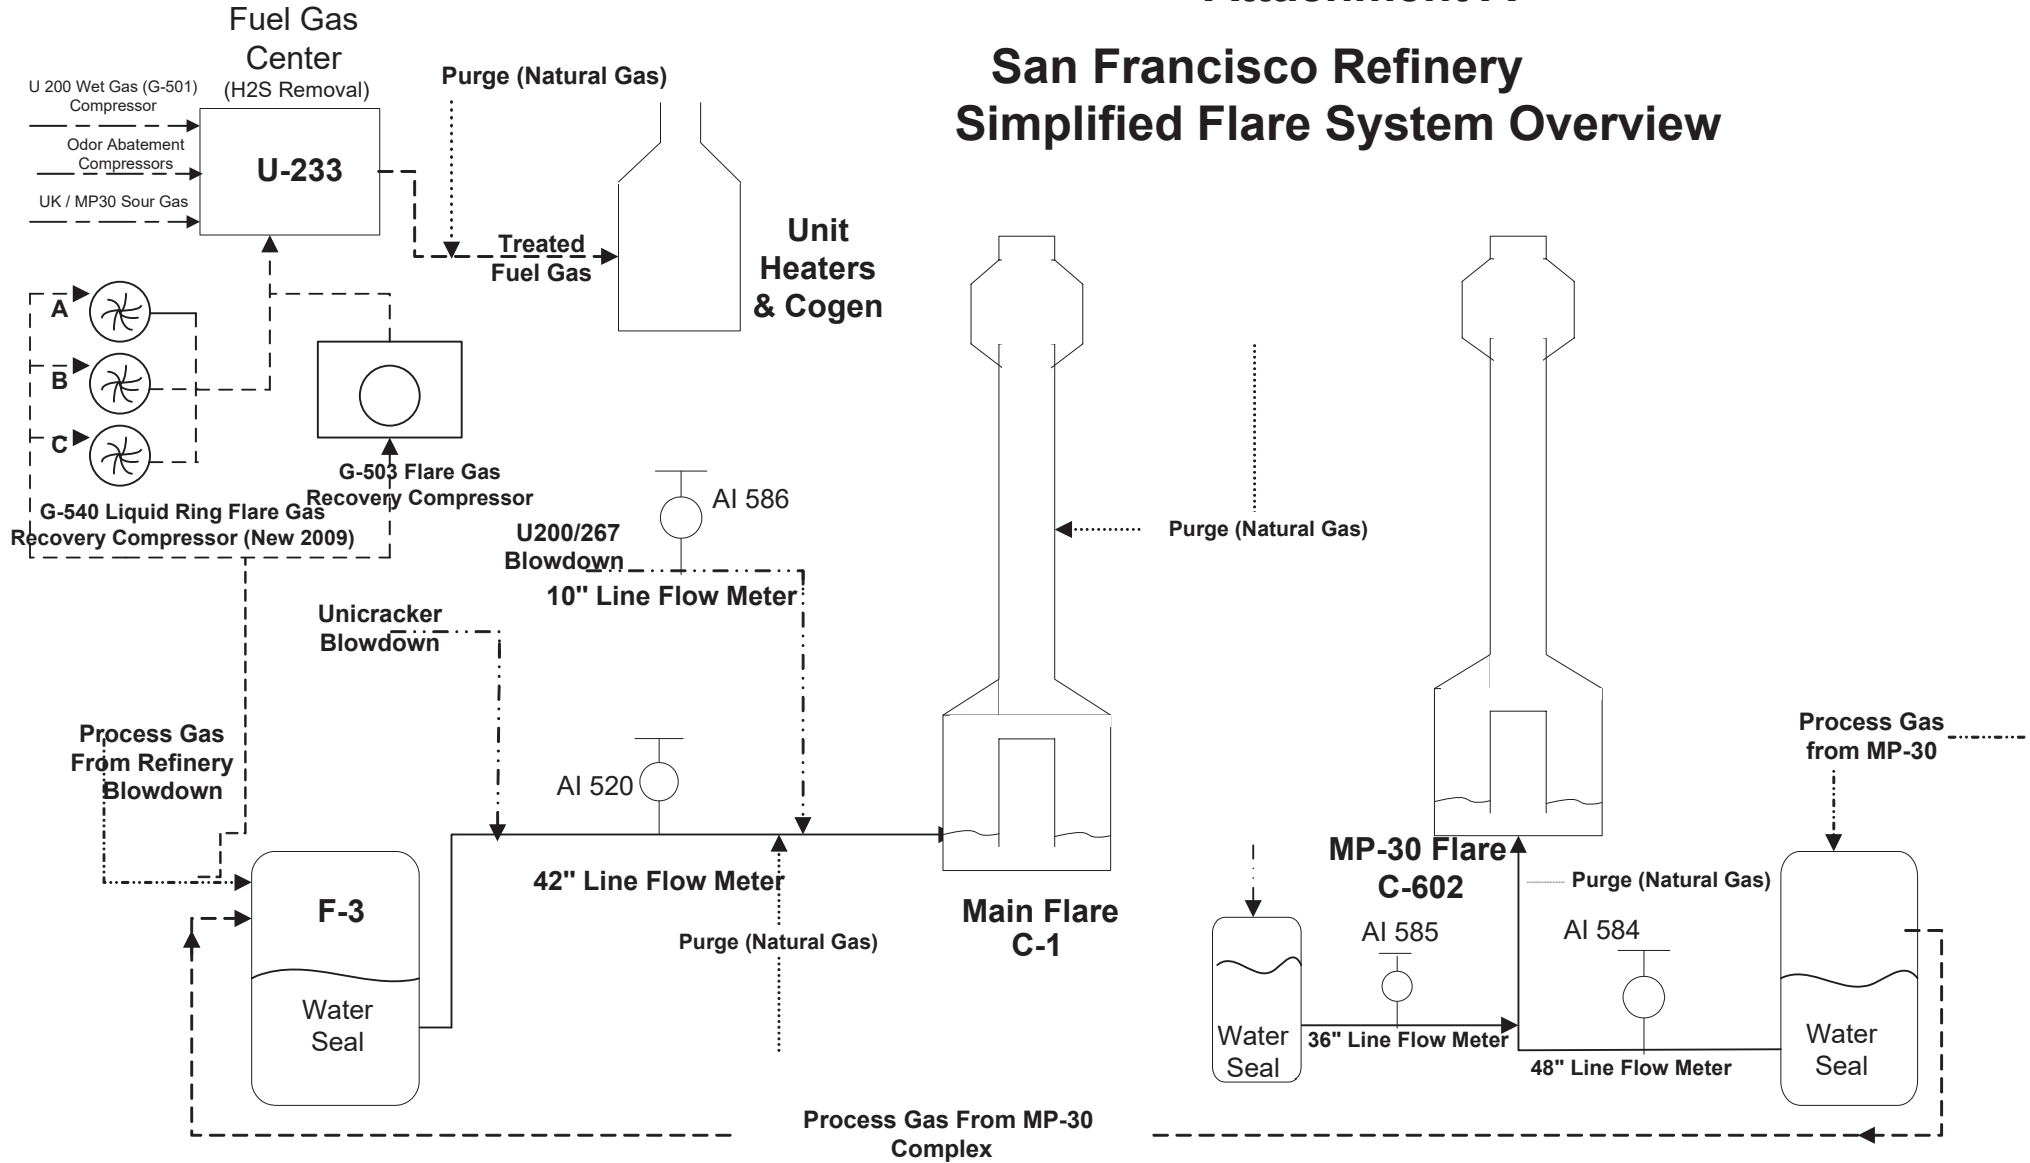 San Francisco Refinery
Simplified Flare System Overview
Fuel Gas
Center
(H2S Removal)
U 200 Wet Gas (G-501)
Compressor
Odor Abatement
Compressors
UK / MP30 Sour Gas
U-233
Purge (Natural Gas)
Treated
Fuel Gas
Unit
Heaters
& Cogen
A
B
C
G-503 Flare Gas
Recovery Compressor
G-540 Liquid Ring Flare Gas
Recovery Compressor (New 2009)
AI 586
U200/267
Blowdown
10" Line Flow Meter
Purge (Natural Gas)
Unicracker
Blowdown
Process Gas
From Refinery
Blowdown
AI 520
42" Line Flow Meter
F-3
Water
Seal
Purge (Natural Gas)
Main Flare
C-1
MP-30 Flare
C-602
Process Gas
from MP-30
Purge (Natural Gas)
AI 585
AI 584
Water
Seal
36" Line Flow Meter
48" Line Flow Meter
Water
Seal
Process Gas From MP-30
Complex